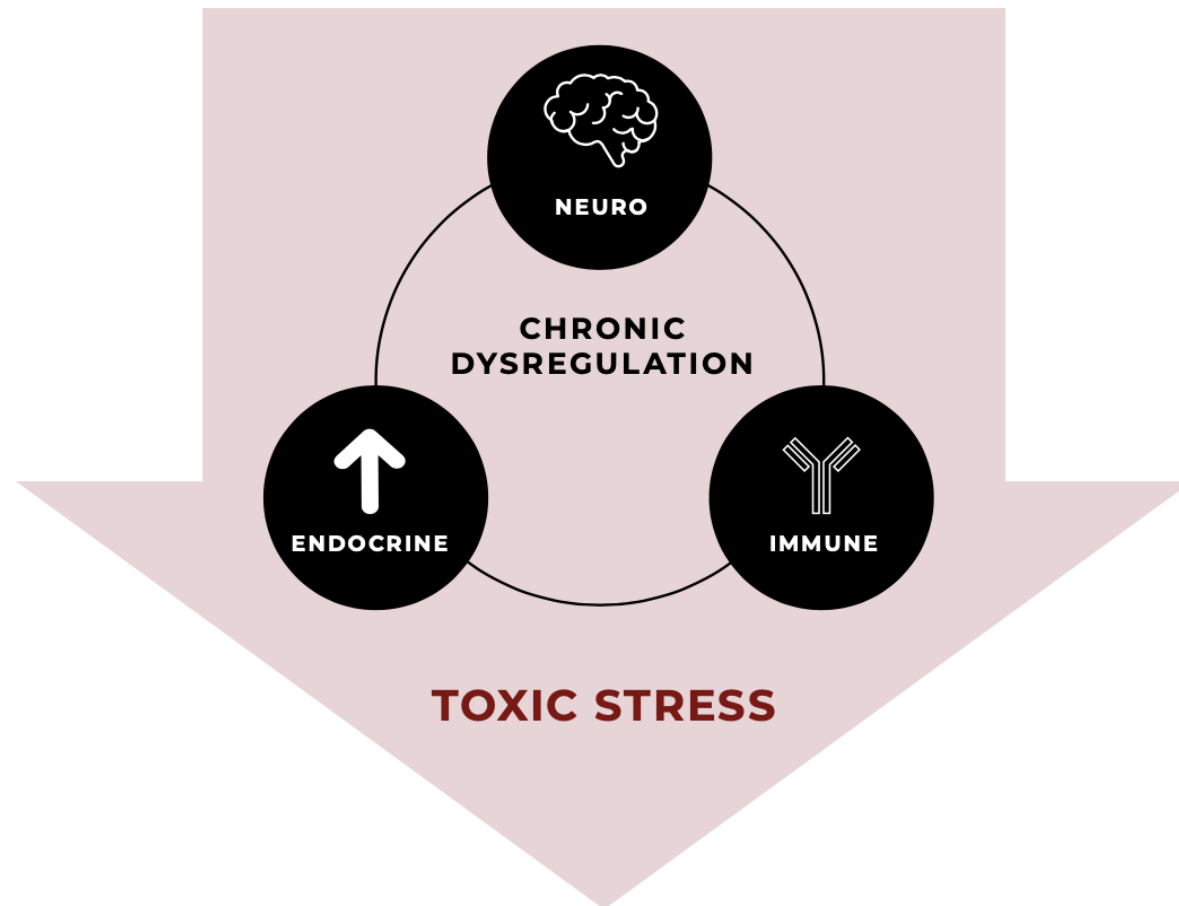 NEURO
CHRONIC
DYSREGULATION
ENDOCRINE
IMMUNE
TOXIC STRESS